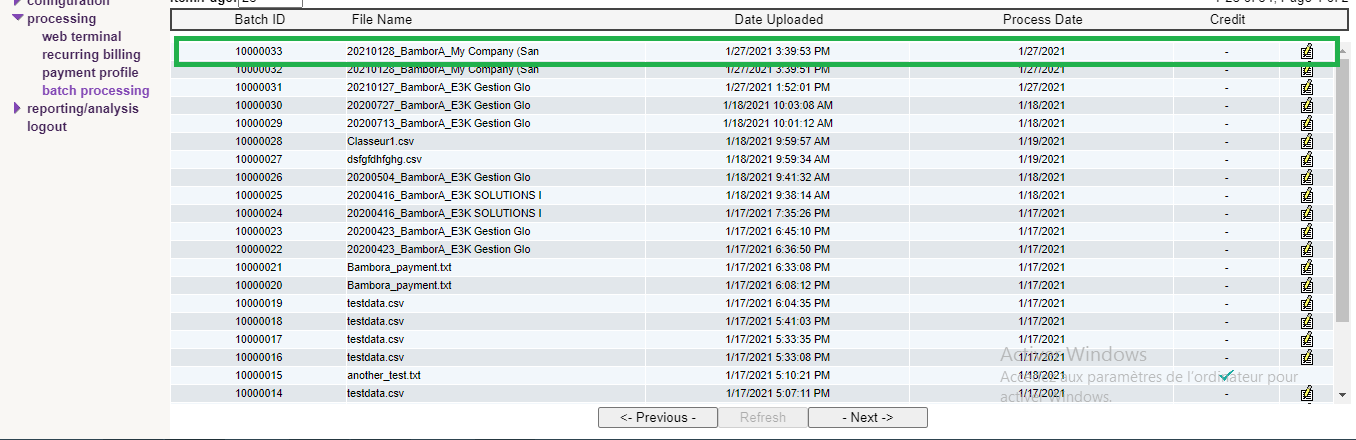 configuration
processing
web terminal
recurring billing
payment profile
batch processing
reporting/analysis
logout
Batch ID File Name Date Uploaded Process Date Credit
10000033 20210128_BamborA_My Company (San 1/27/2021 3:39:53 PM 1/27/2021 -
10000032 20210128_BamborA_My Company (San 1/27/2021 3:39:51 PM 1/27/2021 -
10000031 20210127_BamborA_E3K Gestion Glo 1/27/2021 1:52:01 PM 1/27/2021 -
10000030 20200727_BamborA_E3K Gestion Glo 1/18/2021 10:03:08 AM 1/18/2021 -
10000029 20200713_BamborA_E3K Gestion Glo 1/18/2021 10:01:12 AM 1/18/2021 -
10000028 Classeur1.csv 1/18/2021 9:59:57 AM 1/19/2021 -
10000027 dsfgfdhfghg.csv 1/18/2021 9:59:34 AM 1/19/2021 -
10000026 20200504_BamborA_E3K Gestion Glo 1/18/2021 9:41:32 AM 1/18/2021 -
10000025 20200416_BamborA_E3K SOLUTIONS I 1/18/2021 9:38:14 AM 1/18/2021 -
10000024 20200416_BamborA_E3K SOLUTIONS I 1/17/2021 7:35:26 PM 1/17/2021 -
10000023 20200423_BamborA_E3K Gestion Glo 1/17/2021 6:45:10 PM 1/17/2021 -
10000022 20200423_BamborA_E3K Gestion Glo 1/17/2021 6:36:50 PM 1/17/2021 -
10000021 Bambora_payment.txt 1/17/2021 6:33:08 PM 1/17/2021 -
10000020 Bambora_payment.txt 1/17/2021 6:08:12 PM 1/17/2021 -
10000019 testdata.csv 1/17/2021 6:04:35 PM 1/17/2021 -
10000018 testdata.csv 1/17/2021 5:41:03 PM 1/17/2021 -
10000017 testdata.csv 1/17/2021 5:33:35 PM 1/17/2021 -
10000016 testdata.csv 1/17/2021 5:33:08 PM 1/17/2021 -
10000015 another_test.txt 1/17/2021 5:10:21 PM 1/18/2021
10000014 testdata.csv 1/17/2021 5:07:11 PM 1/17/2021 -
Activer Windows
Accédez aux paramètres de l'ordinateur pour
activer Windows.
<- Previous - Refresh - Next ->